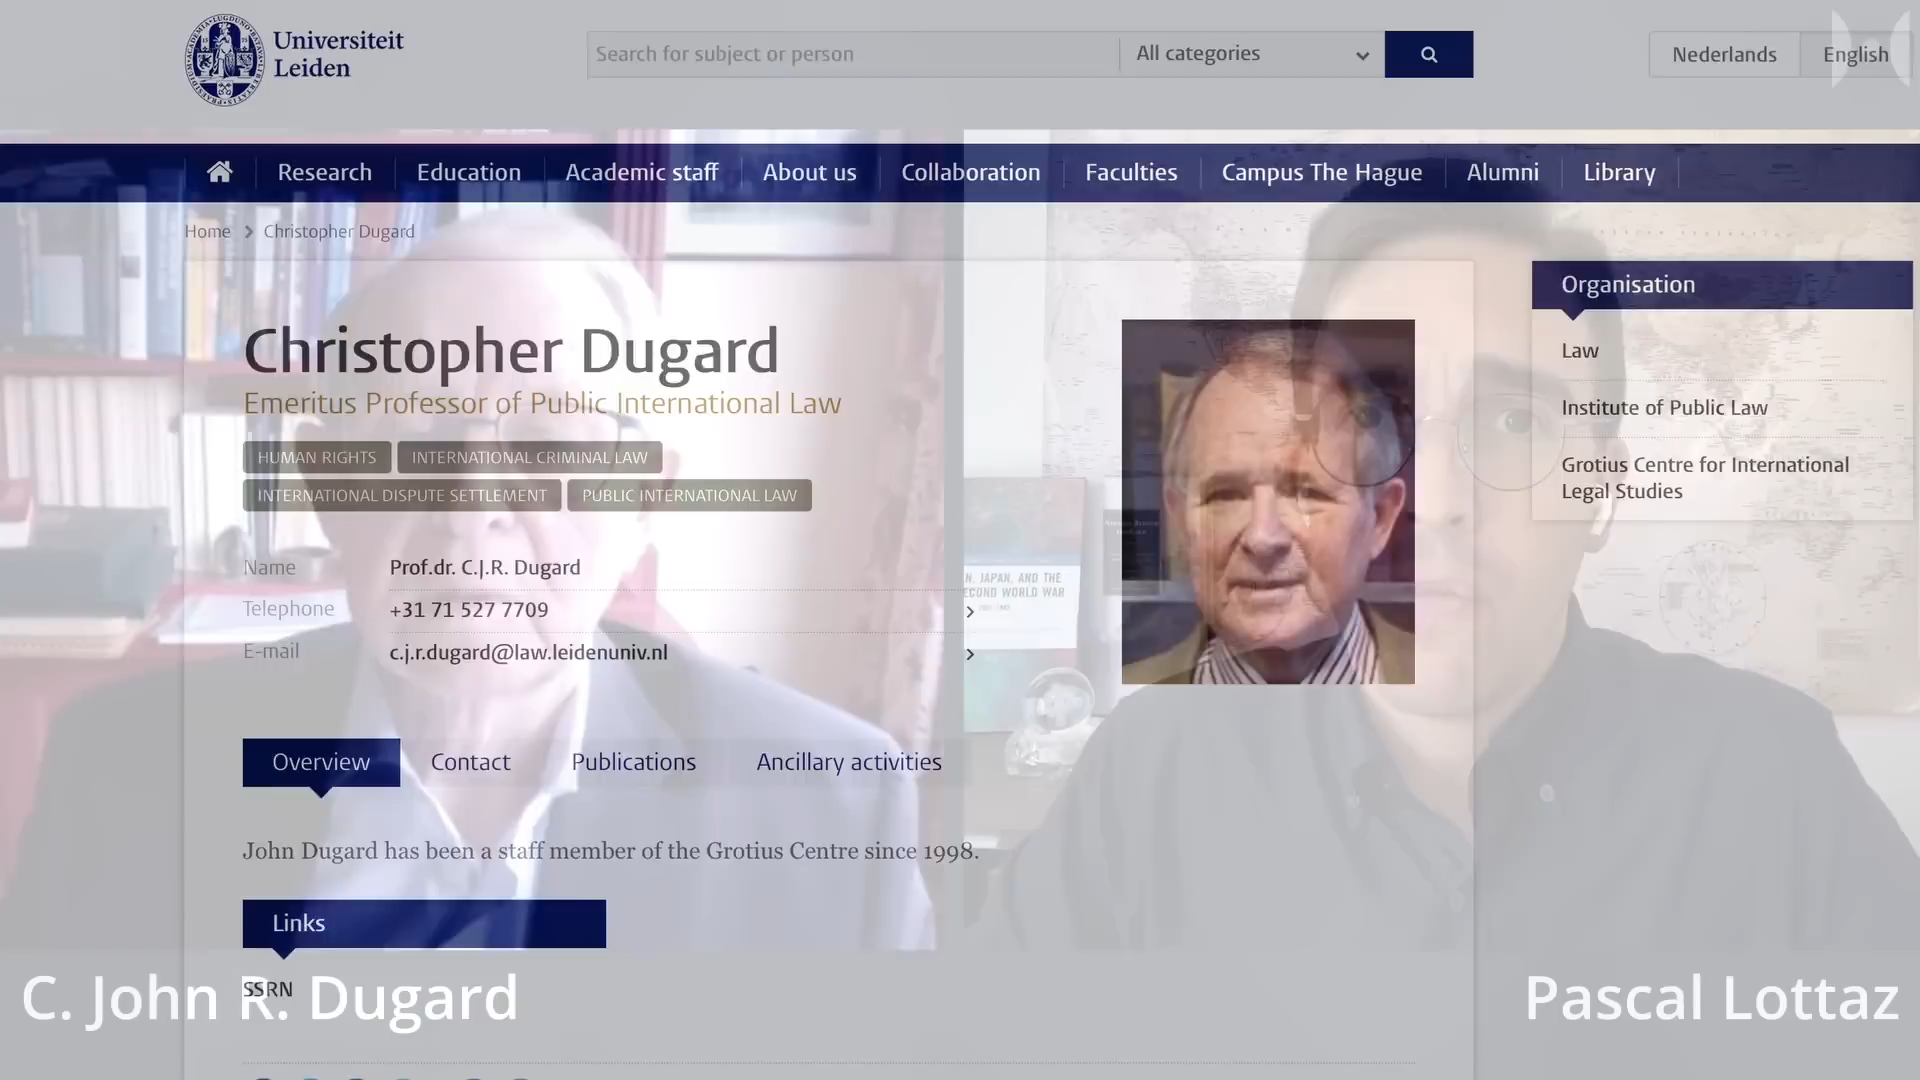 Universiteit
Leiden
Search for subject or person
All categories
Nederlands
English
Research
Education
Academic staff
About us
Collaboration
Faculties
Campus The Hague
Alumni
Library
Home
Christopher Dugard
Organisation
Law
Institute of Public Law
Grotius Centre for International
Legal Studies
Christopher Dugard
Emeritus Professor of Public International Law
HUMAN RIGHTS
INTERNATIONAL CRIMINAL LAW
INTERNATIONAL DISPUTE SETTLEMENT
PUBLIC INTERNATIONAL LAW
Name Prof.dr. C.J.R. Dugard
Telephone +31 71 527 7709
E-mail c.j.r.dugard@law.leidenuniv.nl
JAPAN, AND THE
WORLD WAR
Overview
Contact
Publications
Ancillary activities
John Dugard has been a staff member of the Grotius Centre since 1998.
Links
SSRN
C. John R. Dugard
Pascal Lottaz